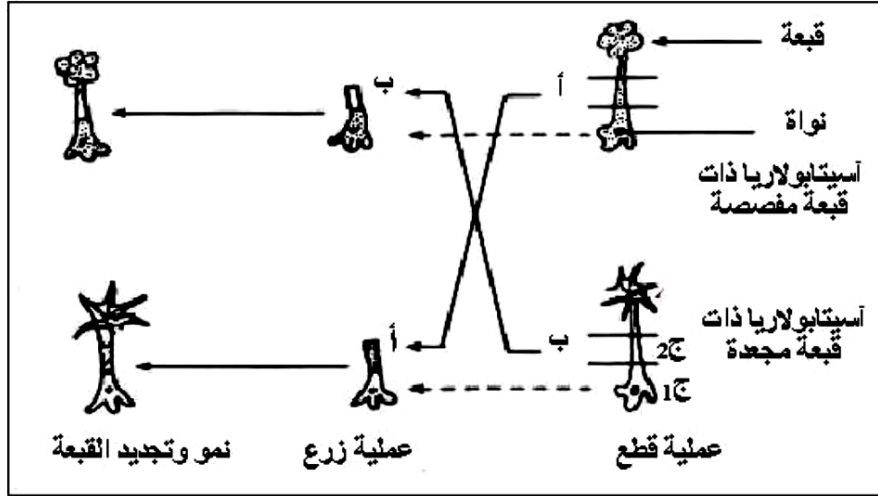 قبعة
أ
ب
نواة
آسيتابولاريا ذات
قبعة مفصصة
آسيتابولاريا ذات
قبعة مجعدة
ب
أ
ج2
ج1
عملية قطع
عملية زرع
نمو وتجديد القبعة